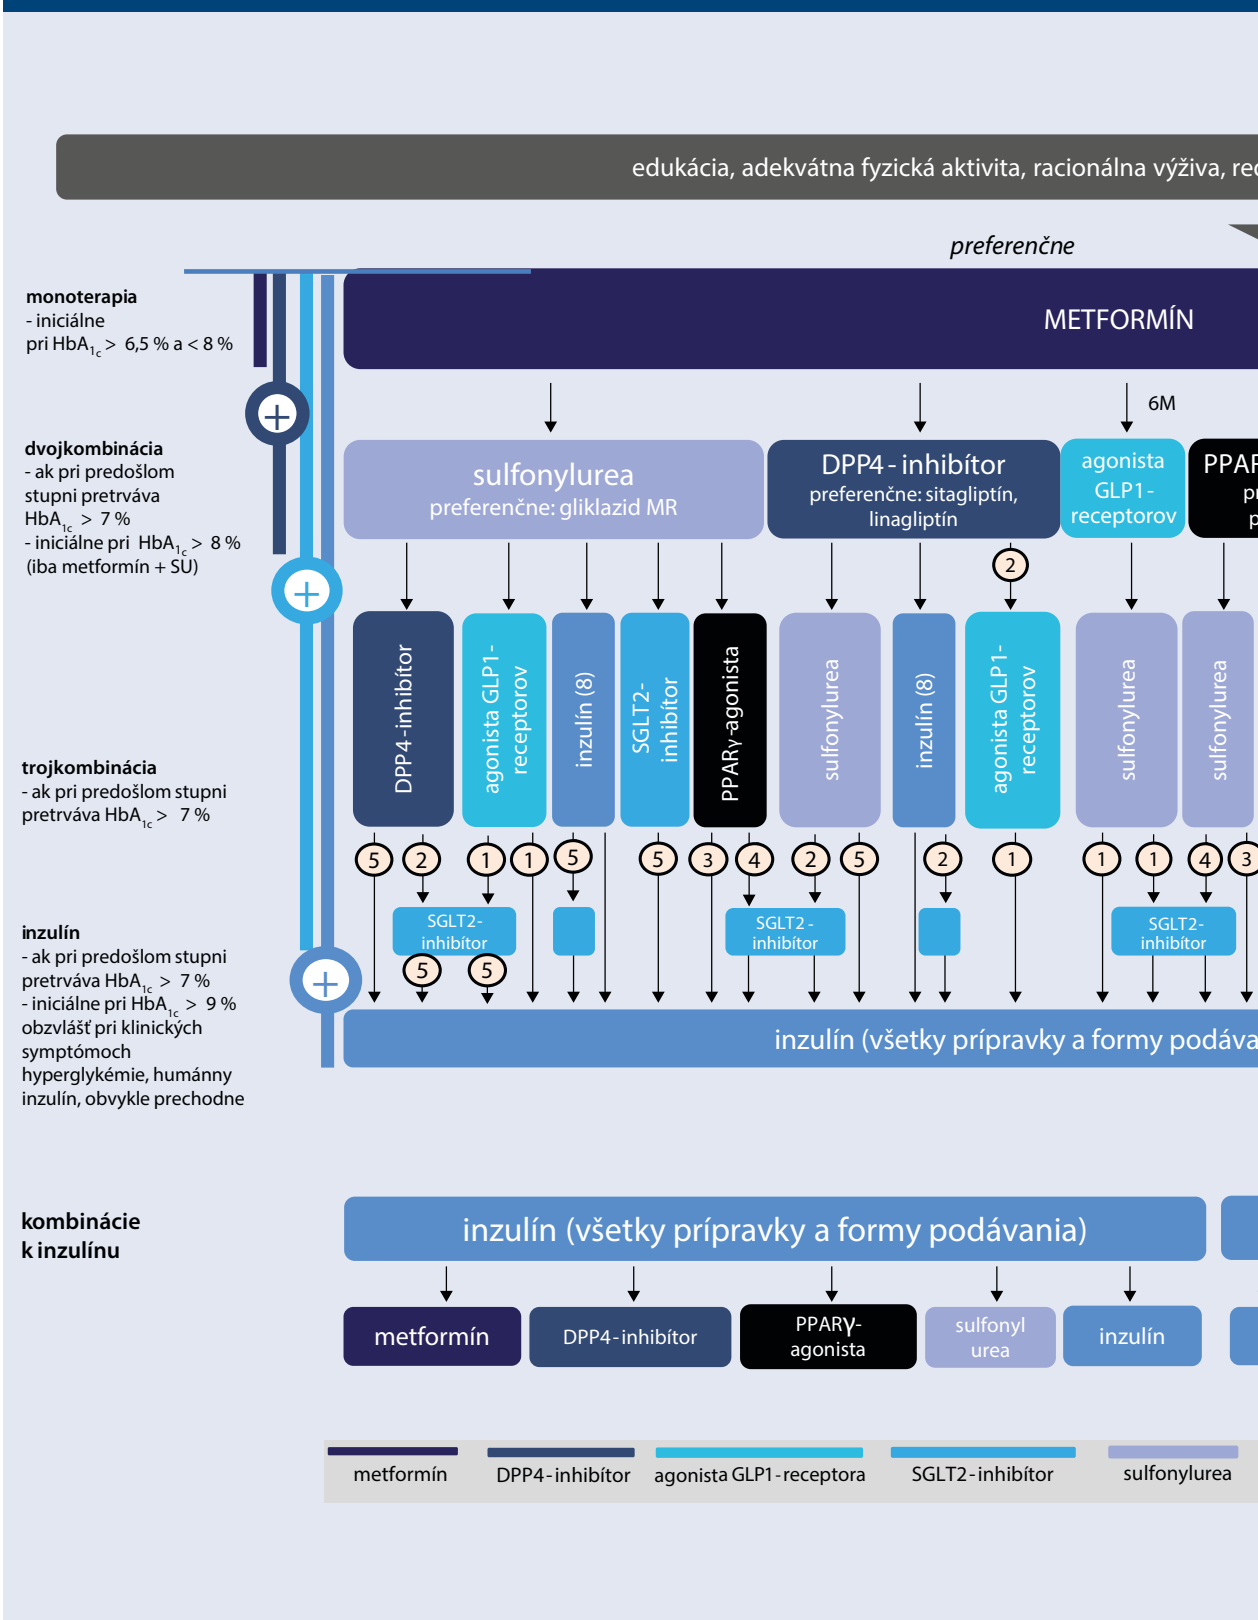 edukácia, adekvátna fyzická aktivita, racionálna výživa,
preferenčne
monoterapia
- iniciálne
pri HbA1c > 6,5 % a < 8 %
METFORMÍN
6M
dvojkombinácia
- ak pri predošlom
stupni pretrváva
HbA1c > 7 %
- iniciálne pri HbA1c > 8 %
(iba metformín + SU)
+
+
sulfonylurea
preferenčne: gliklazid MR
DPP4-inhibítor
preferenčne: sitagliptín,
linagliptín
agonista
GLP1-
receptorov
PPAR
2
trojkombinácia
- ak pri predošlom stupni
pretrváva HbA1c > 7 %
DPP4-inhibítor
agonista GLP1-
receptorov
inzulín (8)
SGLT2-
inhibítor
PPARγ-agonista
sulfonylurea
inzulín (8)
agonista GLP1-
receptorov
sulfonylurea
sulfonylurea
5 2 1 1 5 5 3 4 2 5 2 1 1 1 4 3
SGLT2-
inhibítor
SGLT2-
inhibítor
SGLT2-
inhibítor
5 5
inzulín
- ak pri predošlom stupni
pretrváva HbA1c > 7 %
- iniciálne pri HbA1c > 9 %
obzvlášť pri klinických
symptómoch
hyperglykémie, humánny
inzulín, obvykle prechodne
+
inzulín (všetky prípravky a formy
kombinácie
k inzulínu
inzulín (všetky prípravky a formy podávania)
metformín
DPP4-inhibítor
PPARγ-
agonista
sulfonyl
urea
inzulín
metformín
DPP4-inhibítor
agonista GLP1-receptora
SGLT2-inhibítor
sulfonylurea